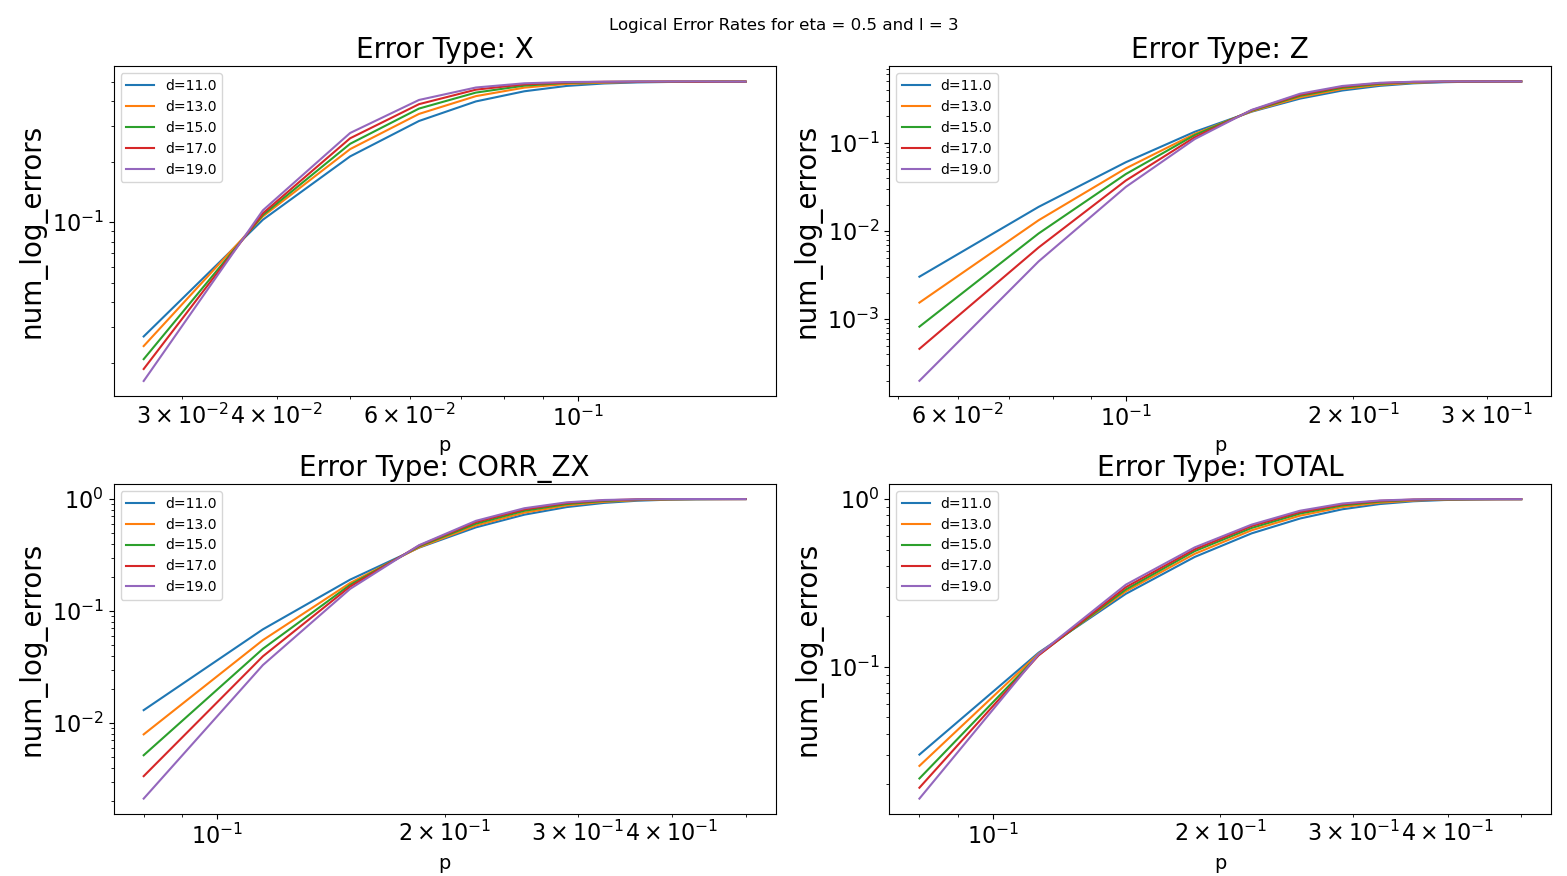 Logical Error Rates for eta = 0.5 and l = 3
Error Type: X
num_log_errors
d=11.0
d=13.0
d=15.0
d=17.0
d=19.0
10⁻¹
3 × 10⁻² 4 × 10⁻² 6 × 10⁻² 10⁻¹
p
Error Type: Z
num_log_errors
d=11.0
d=13.0
d=15.0
d=17.0
d=19.0
10⁻¹
10⁻²
10⁻³
6 × 10⁻² 10⁻¹ 2 × 10⁻¹ 3 × 10⁻¹
p
Error Type: CORR_ZX
num_log_errors
d=11.0
d=13.0
d=15.0
d=17.0
d=19.0
10⁰
10⁻¹
10⁻²
10⁻¹ 2 × 10⁻¹ 3 × 10⁻¹ 4 × 10⁻¹
p
Error Type: TOTAL
num_log_errors
d=11.0
d=13.0
d=15.0
d=17.0
d=19.0
10⁰
10⁻¹
10⁻¹ 2 × 10⁻¹ 3 × 10⁻¹ 4 × 10⁻¹
p